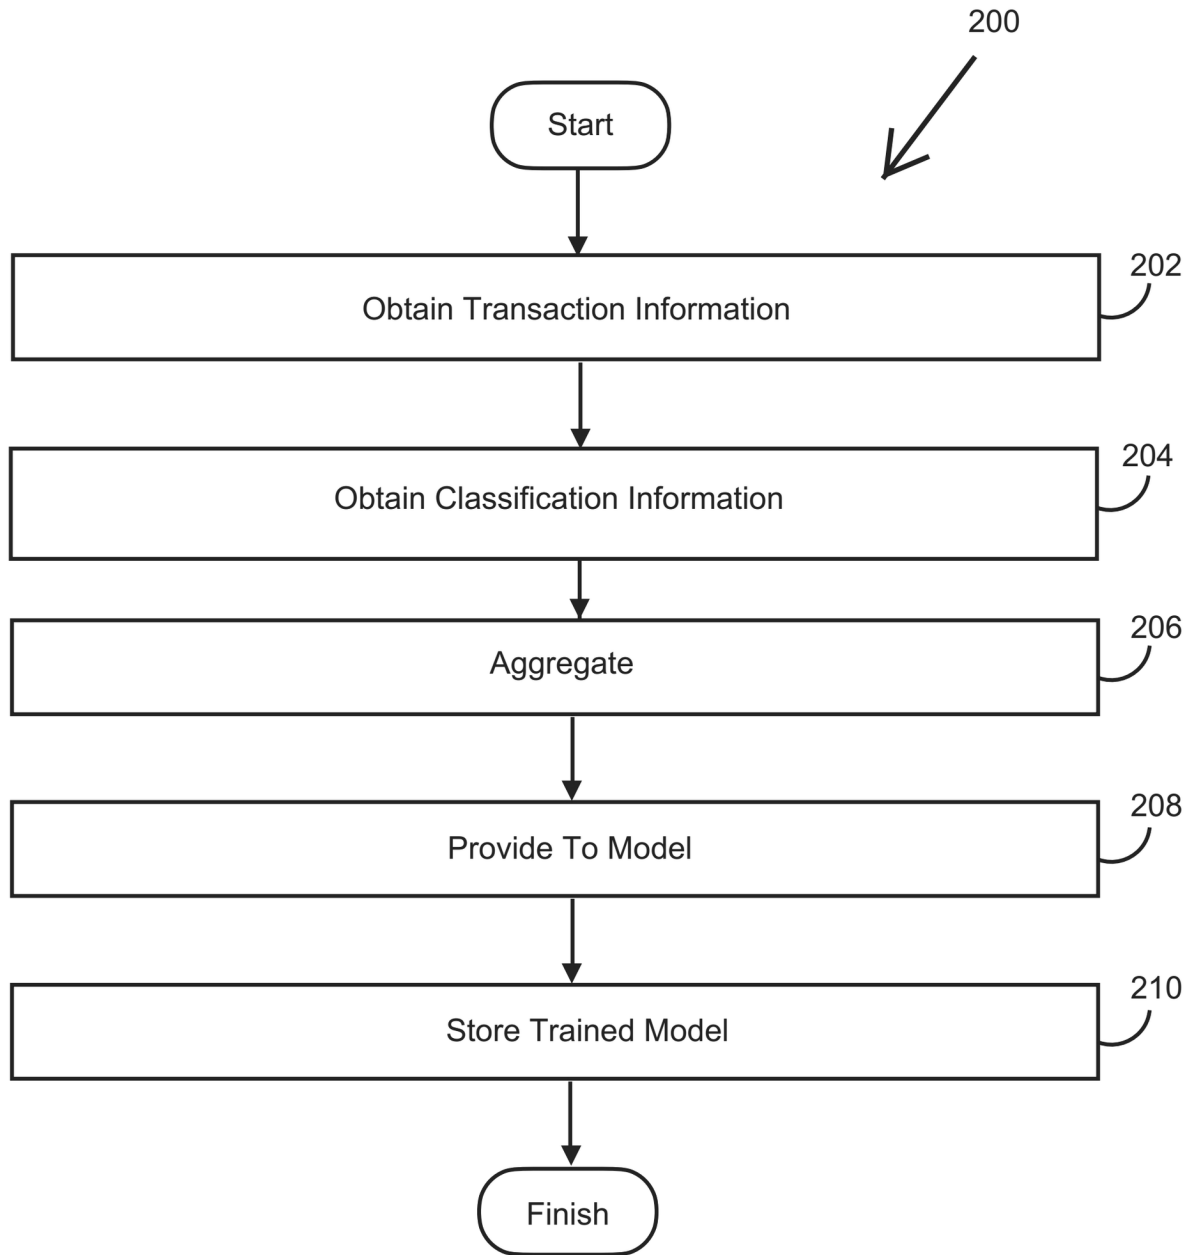 200
Start
202
Obtain Transaction Information
204
Obtain Classification Information
206
Aggregate
208
Provide To Model
210
Store Trained Model
Finish